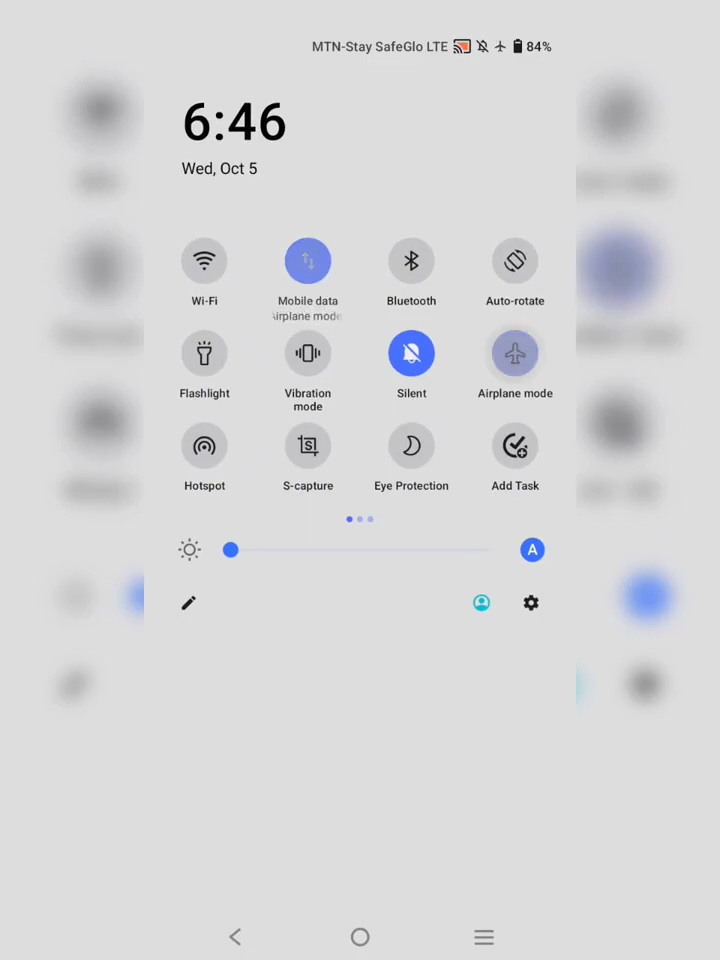 MTN-Stay SafeGlo LTE 84%
6:46
Wed, Oct 5
Wi-Fi Mobile data Bluetooth Auto-rotate
Airplane mode
Flashlight Vibration mode Silent Airplane mode
Hotspot S-capture Eye Protection Add Task
A